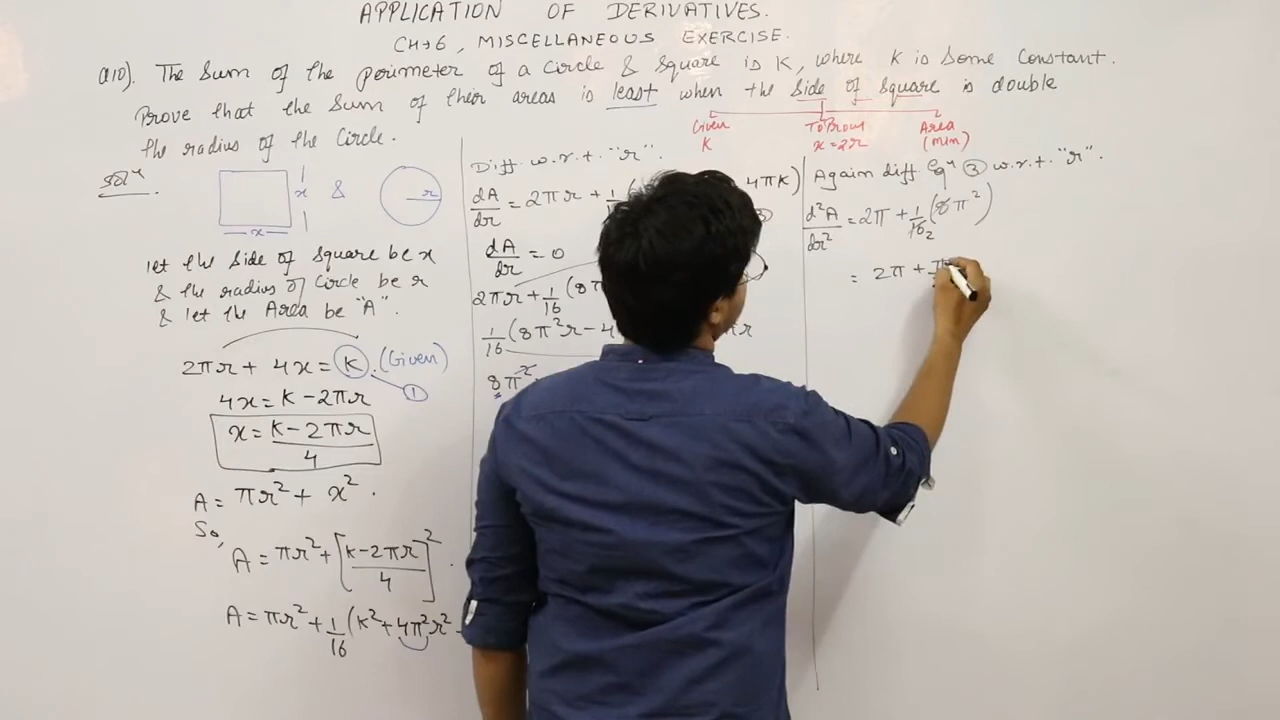 APPLICATION OF DERIVATIVES.
CH→6, MISCELLANEOUS EXERCISE.
Q10). The Sum of the perimeter of a Circle & Square is K, where K is Some Constant.
Prove that the Sum of their areas is least when the Side of Square is double
the radius of the Circle.
Given
K
To Prove
x = 2r
Area
(min)
Solⁿ
x
&
r
x
let the Side of Square be x
& the radius of Circle be r
& let the Area be "A".
2πr + 4x = K. (Given)
①
4x = K - 2πr
x = K - 2πr
4
A = πr² + x².
So,
A = πr² + [K - 2πr / 4]².
A = πr² + 1/16 (K² + 4π²r² -
Diff w.r.t. "r".
dA/dr = 2πr + 1/16 ( 4πK)
dA/dr = 0
2πr + 1/16 (8π
1/16 (8π²r - 4 πr
8π²
Again diff Eqⁿ ② w.r.t. "r".
d²A/dr² = 2π + 1/16 (8π²)
2
= 2π + π